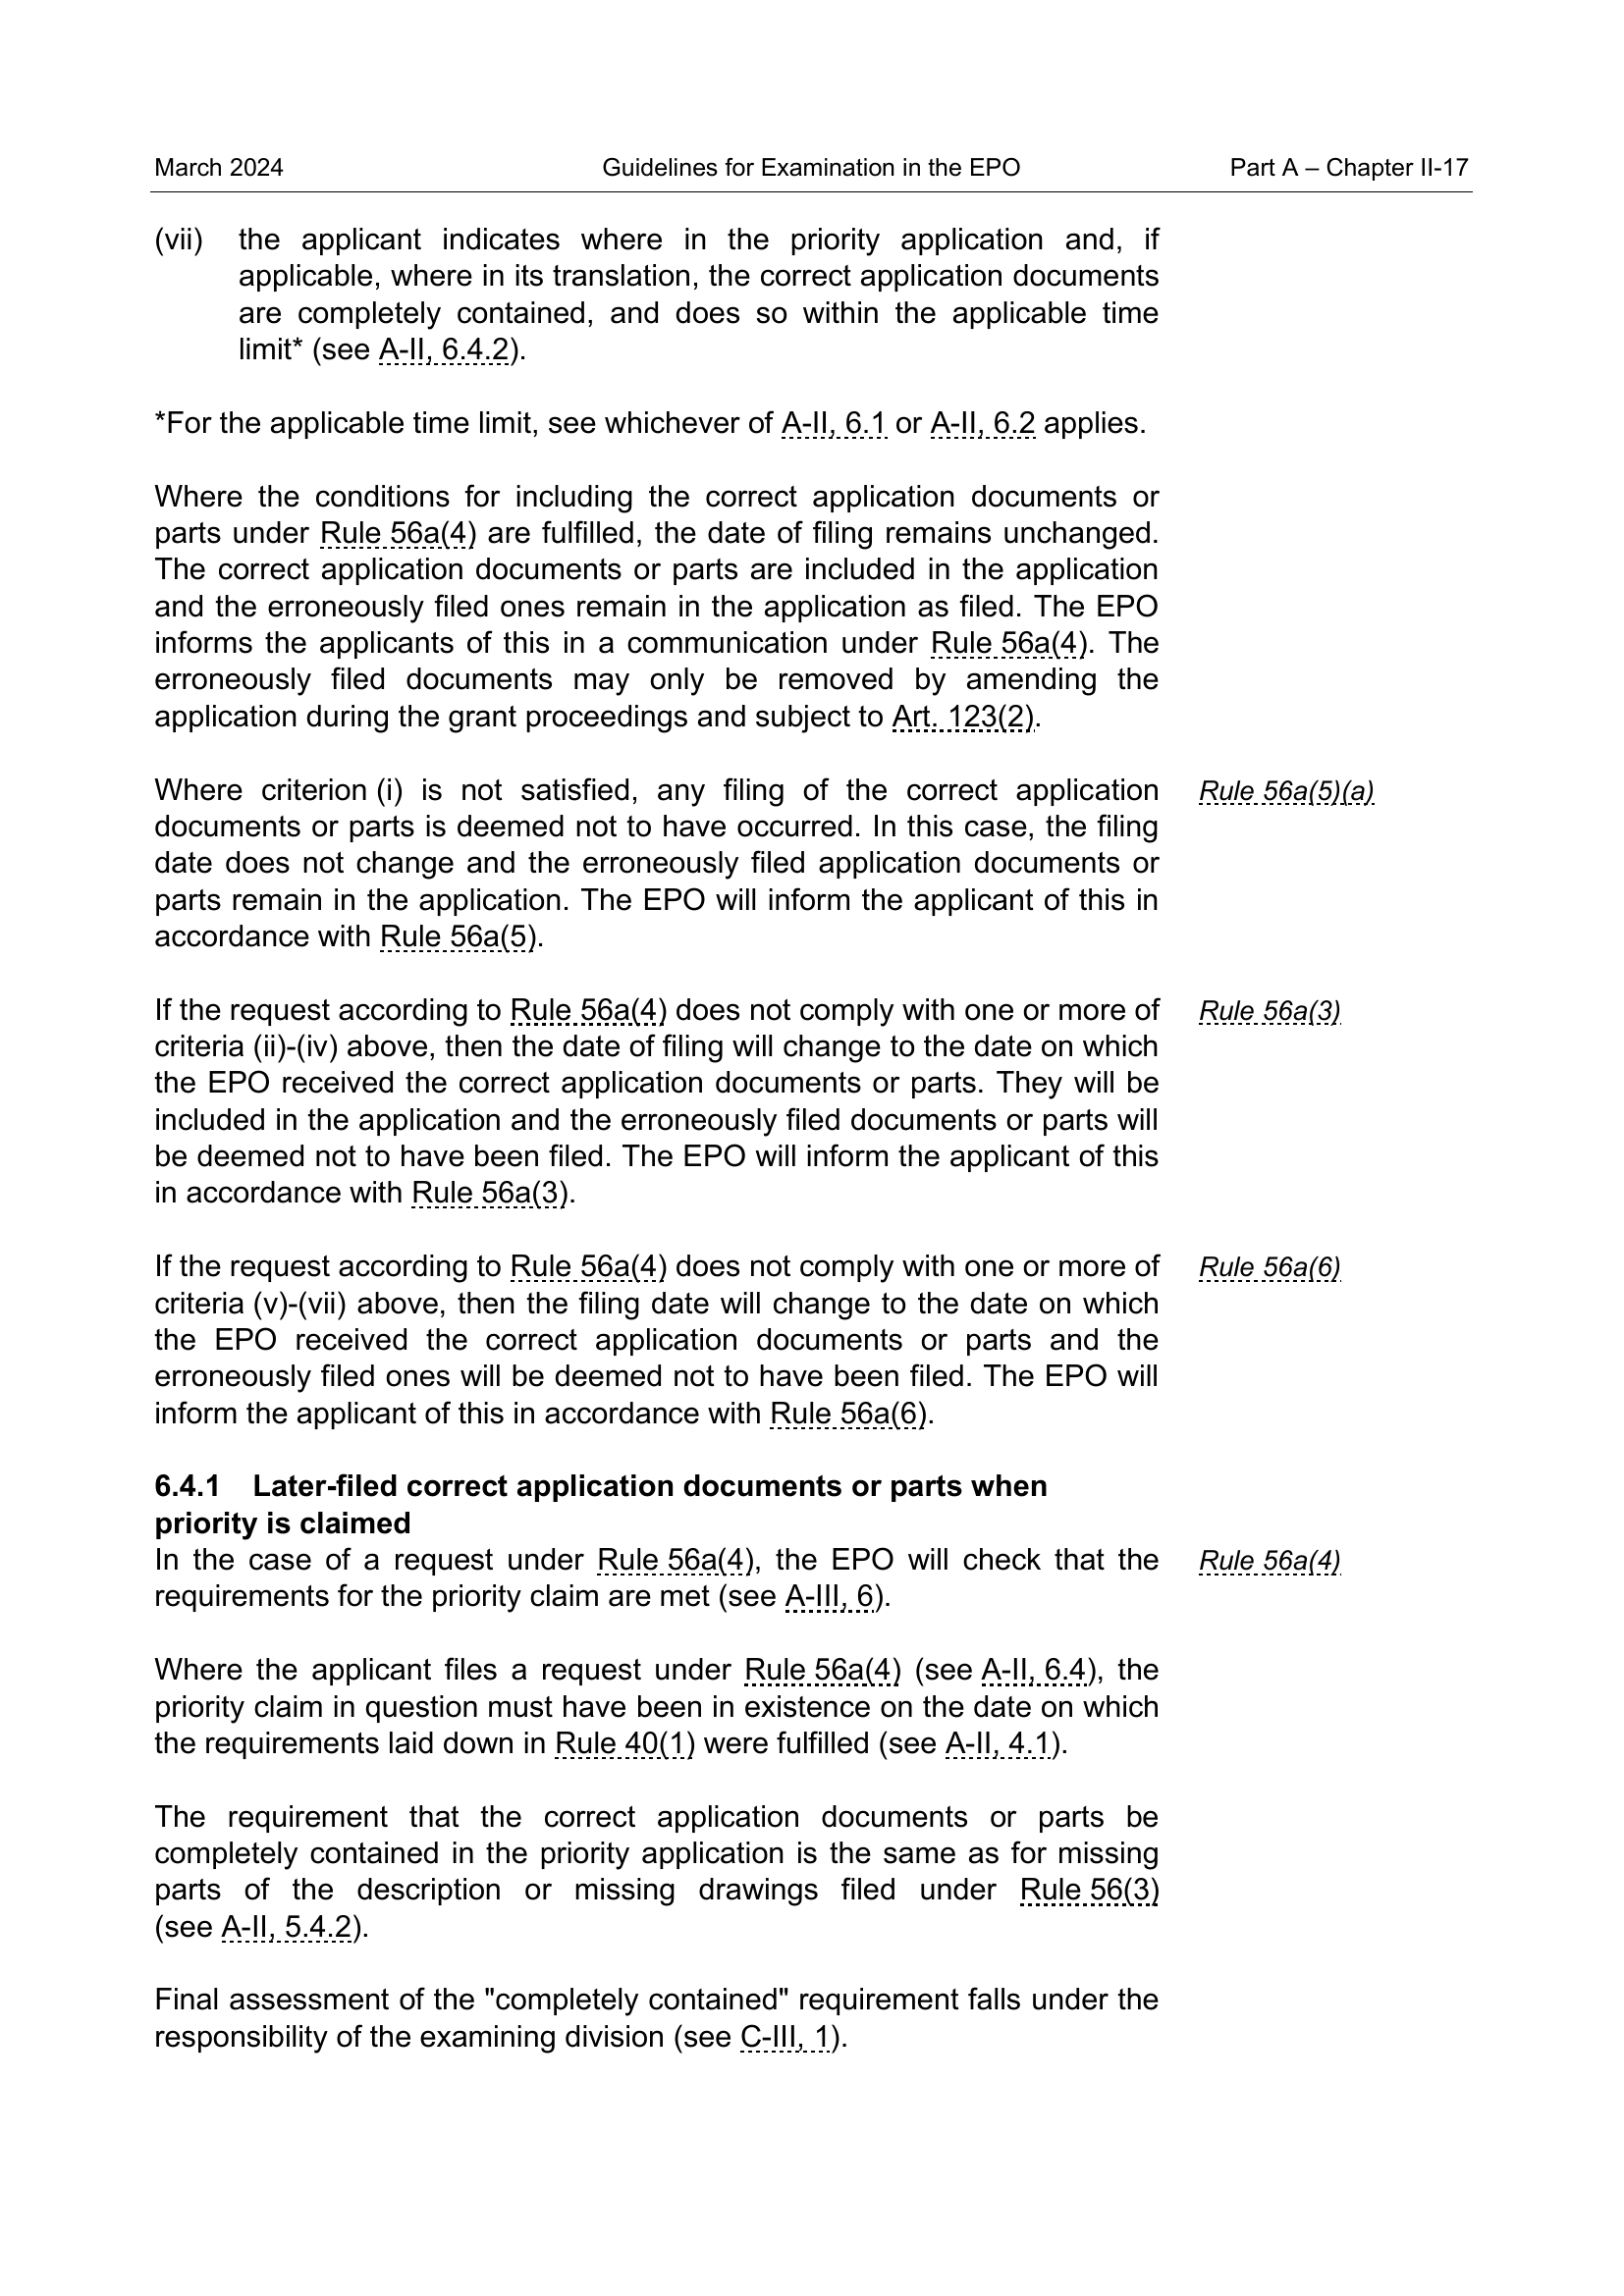 March 2024 Guidelines for Examination in the EPO Part A – Chapter II-17
(vii) the applicant indicates where in the priority application and, if
applicable, where in its translation, the correct application documents
are completely contained, and does so within the applicable time
limit* (see A-II, 6.4.2).
*For the applicable time limit, see whichever of A-II, 6.1 or A-II, 6.2 applies.
Where the conditions for including the correct application documents or
parts under Rule 56a(4) are fulfilled, the date of filing remains unchanged.
The correct application documents or parts are included in the application
and the erroneously filed ones remain in the application as filed. The EPO
informs the applicants of this in a communication under Rule 56a(4). The
erroneously filed documents may only be removed by amending the
application during the grant proceedings and subject to Art. 123(2).
Where criterion (i) is not satisfied, any filing of the correct application Rule 56a(5)(a)
documents or parts is deemed not to have occurred. In this case, the filing
date does not change and the erroneously filed application documents or
parts remain in the application. The EPO will inform the applicant of this in
accordance with Rule 56a(5).
If the request according to Rule 56a(4) does not comply with one or more of Rule 56a(3)
criteria (ii)-(iv) above, then the date of filing will change to the date on which
the EPO received the correct application documents or parts. They will be
included in the application and the erroneously filed documents or parts will
be deemed not to have been filed. The EPO will inform the applicant of this
in accordance with Rule 56a(3).
If the request according to Rule 56a(4) does not comply with one or more of Rule 56a(6)
criteria (v)-(vii) above, then the filing date will change to the date on which
the EPO received the correct application documents or parts and the
erroneously filed ones will be deemed not to have been filed. The EPO will
inform the applicant of this in accordance with Rule 56a(6).
6.4.1 Later-filed correct application documents or parts when
priority is claimed
In the case of a request under Rule 56a(4), the EPO will check that the Rule 56a(4)
requirements for the priority claim are met (see A-III, 6).
Where the applicant files a request under Rule 56a(4) (see A-II, 6.4), the
priority claim in question must have been in existence on the date on which
the requirements laid down in Rule 40(1) were fulfilled (see A-II, 4.1).
The requirement that the correct application documents or parts be
completely contained in the priority application is the same as for missing
parts of the description or missing drawings filed under Rule 56(3)
(see A-II, 5.4.2).
Final assessment of the "completely contained" requirement falls under the
responsibility of the examining division (see C-III, 1).